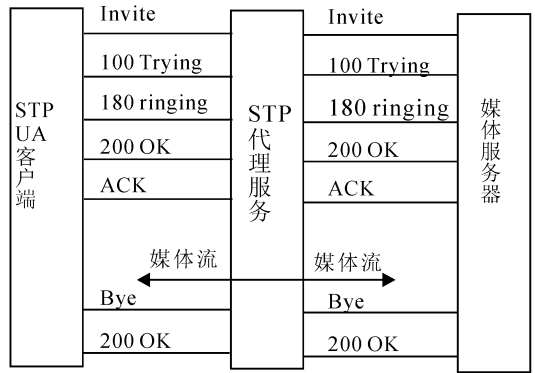 STP
UA
客户端
Invite
100 Trying
180 ringing
200 OK
ACK
媒体流
Bye
200 OK
STP
代理服务
Invite
100 Trying
180 ringing
200 OK
ACK
媒体流
Bye
200 OK
媒体服务器